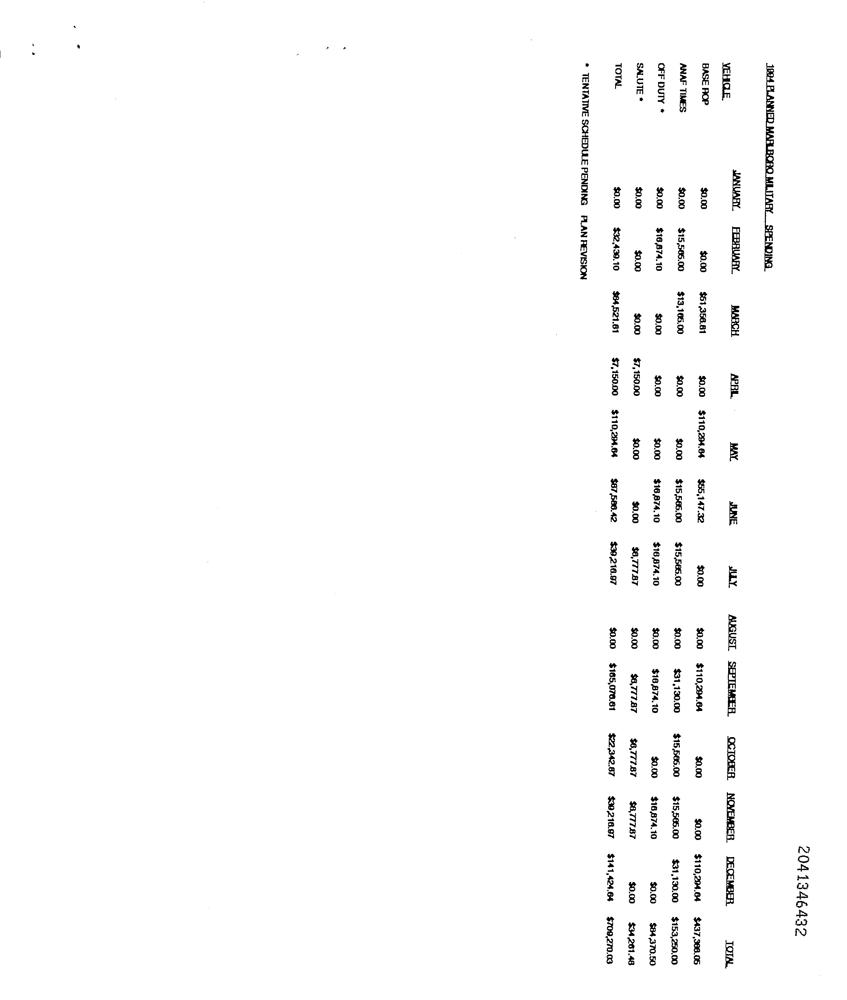 1994 PLANNED MARLBORO MILITARY SPENDING
VEHICLE JANUARY FEBRUARY MARCH APRIL MAY JUNE JULY AUGUST SEPTEMBER OCTOBER NOVEMBER DECEMBER TOTAL
BASE ROP $0.00 $0.00 $51,356.81 $0.00 $110,294.64 $55,147.32 $0.00 $0.00 $110,294.64 $0.00 $0.00 $110,294.64 $437,388.05
ANAF TIMES $0.00 $15,565.00 $13,165.00 $0.00 $0.00 $15,565.00 $15,565.00 $0.00 $31,130.00 $15,565.00 $15,565.00 $31,130.00 $153,250.00
OFF DUTY * $0.00 $16,874.10 $0.00 $0.00 $0.00 $16,874.10 $16,874.10 $0.00 $16,874.10 $0.00 $16,874.10 $0.00 $84,370.50
SALUTE * $0.00 $0.00 $0.00 $7,150.00 $0.00 $0.00 $6,777.87 $0.00 $6,777.87 $6,777.87 $6,777.87 $0.00 $34,261.48
TOTAL $0.00 $32,439.10 $64,521.81 $7,150.00 $110,294.64 $87,586.42 $39,216.97 $0.00 $165,076.61 $22,342.87 $39,216.97 $141,424.64 $709,270.03
* TENTATIVE SCHEDULE PENDING PLAN REVISION
2041346432